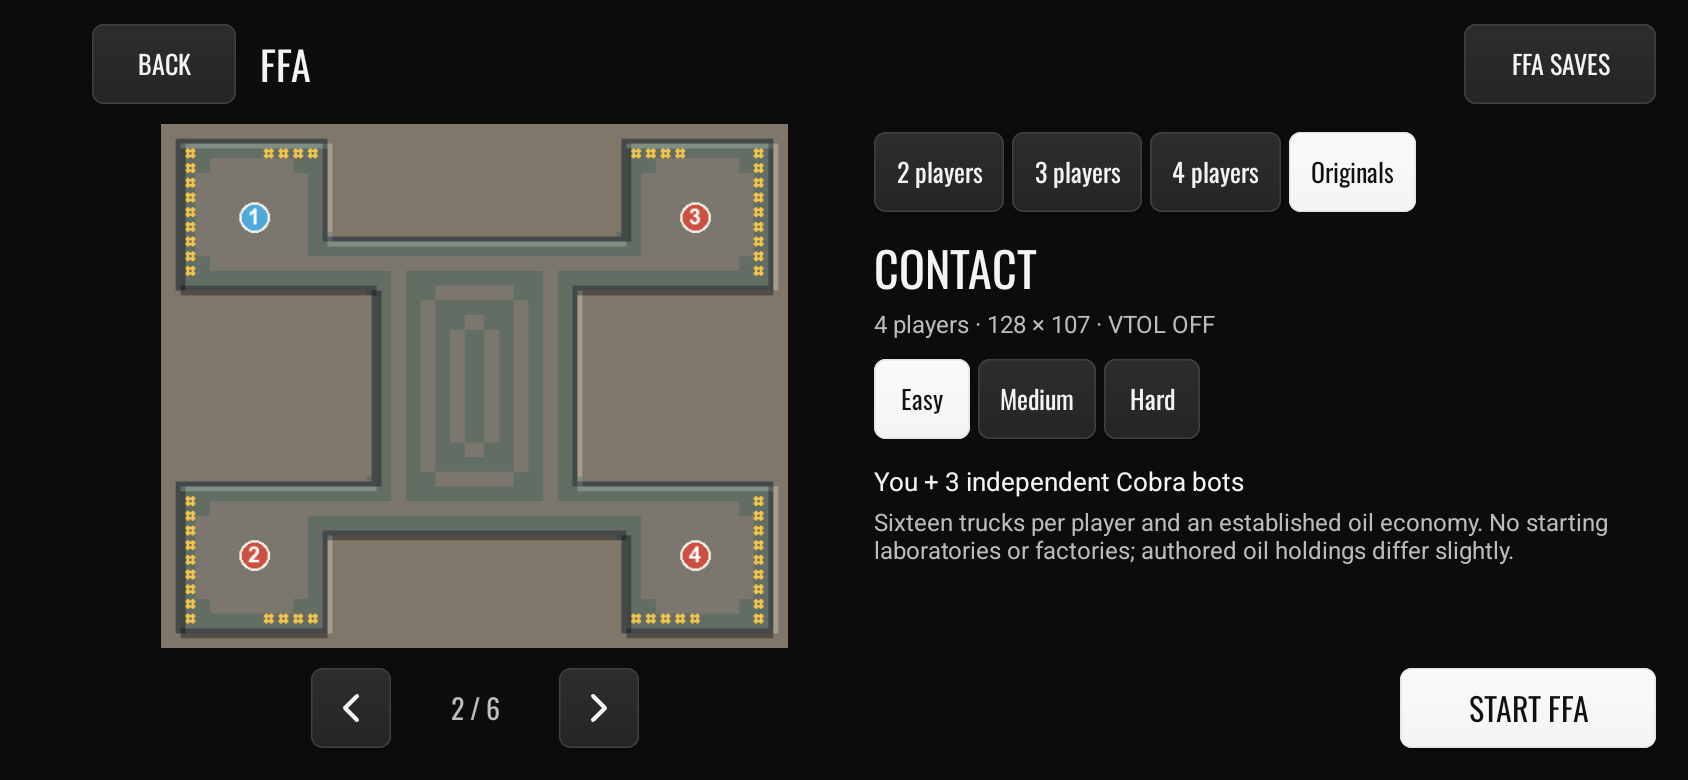 BACK
FFA
FFA SAVES
1
3
2
4
2 / 6
2 players
3 players
4 players
Originals
CONTACT
4 players · 128 × 107 · VTOL OFF
Easy
Medium
Hard
You + 3 independent Cobra bots
Sixteen trucks per player and an established oil economy. No starting
laboratories or factories; authored oil holdings differ slightly.
START FFA